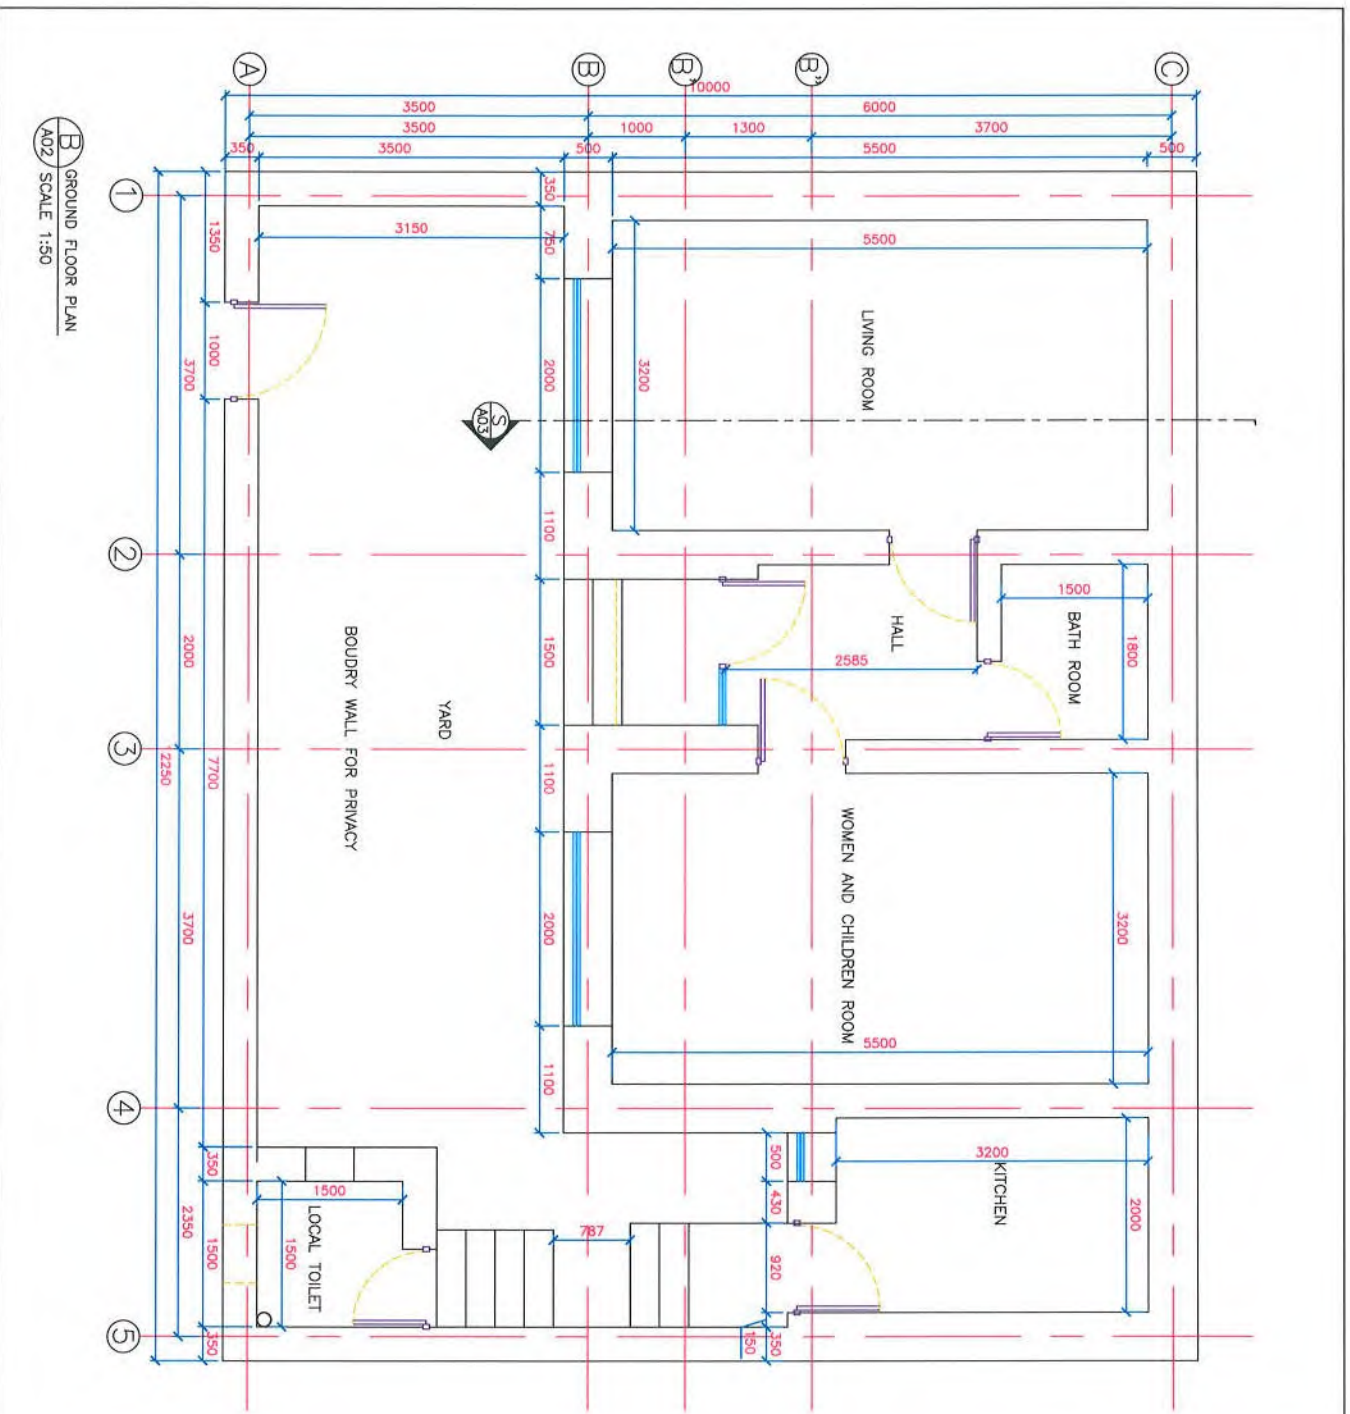 A
B
B'
B"
C
10000
3500
6000
3500
1000
1300
3700
350
3500
500
5500
500
1
2
3
4
5
1350
1000
7700
350
1500
350
3700
2000
3700
2350
2250
3150
350
750
2000
1100
1500
1100
2000
1100
5500
3200
LIVING ROOM
S
A03
HALL
2585
BATH ROOM
1500
1800
YARD
BOUDRY WALL FOR PRIVACY
WOMEN AND CHILDREN ROOM
3200
5500
KITCHEN
3200
2000
500
430
920
350
150
787
LOCAL TOILET
1500
1500
B
A02
GROUND FLOOR PLAN
SCALE 1:50